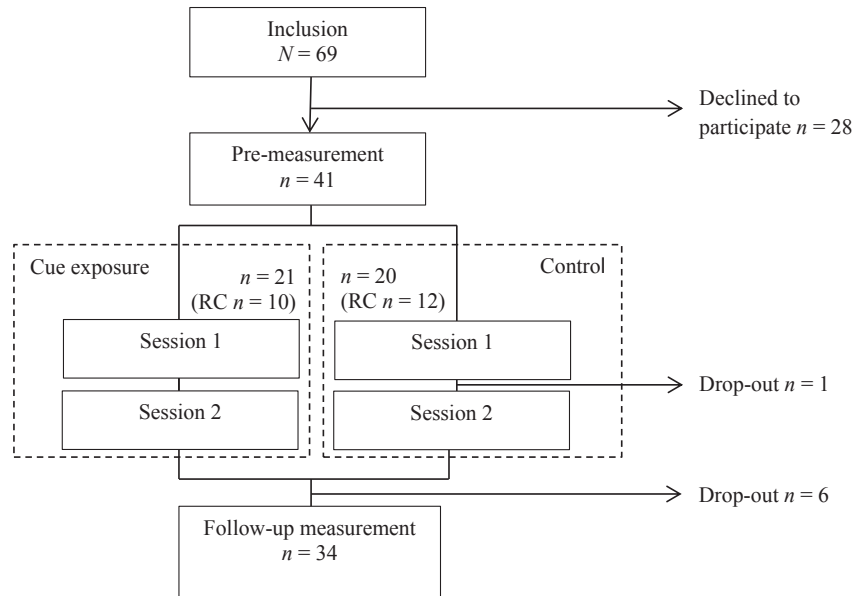 Inclusion
N = 69
Declined to
participate n = 28
Pre-measurement
n = 41
Cue exposure
n = 21
(RC n = 10)
Session 1
Session 2
Control
n = 20
(RC n = 12)
Session 1
Session 2
Drop-out n = 1
Drop-out n = 6
Follow-up measurement
n = 34